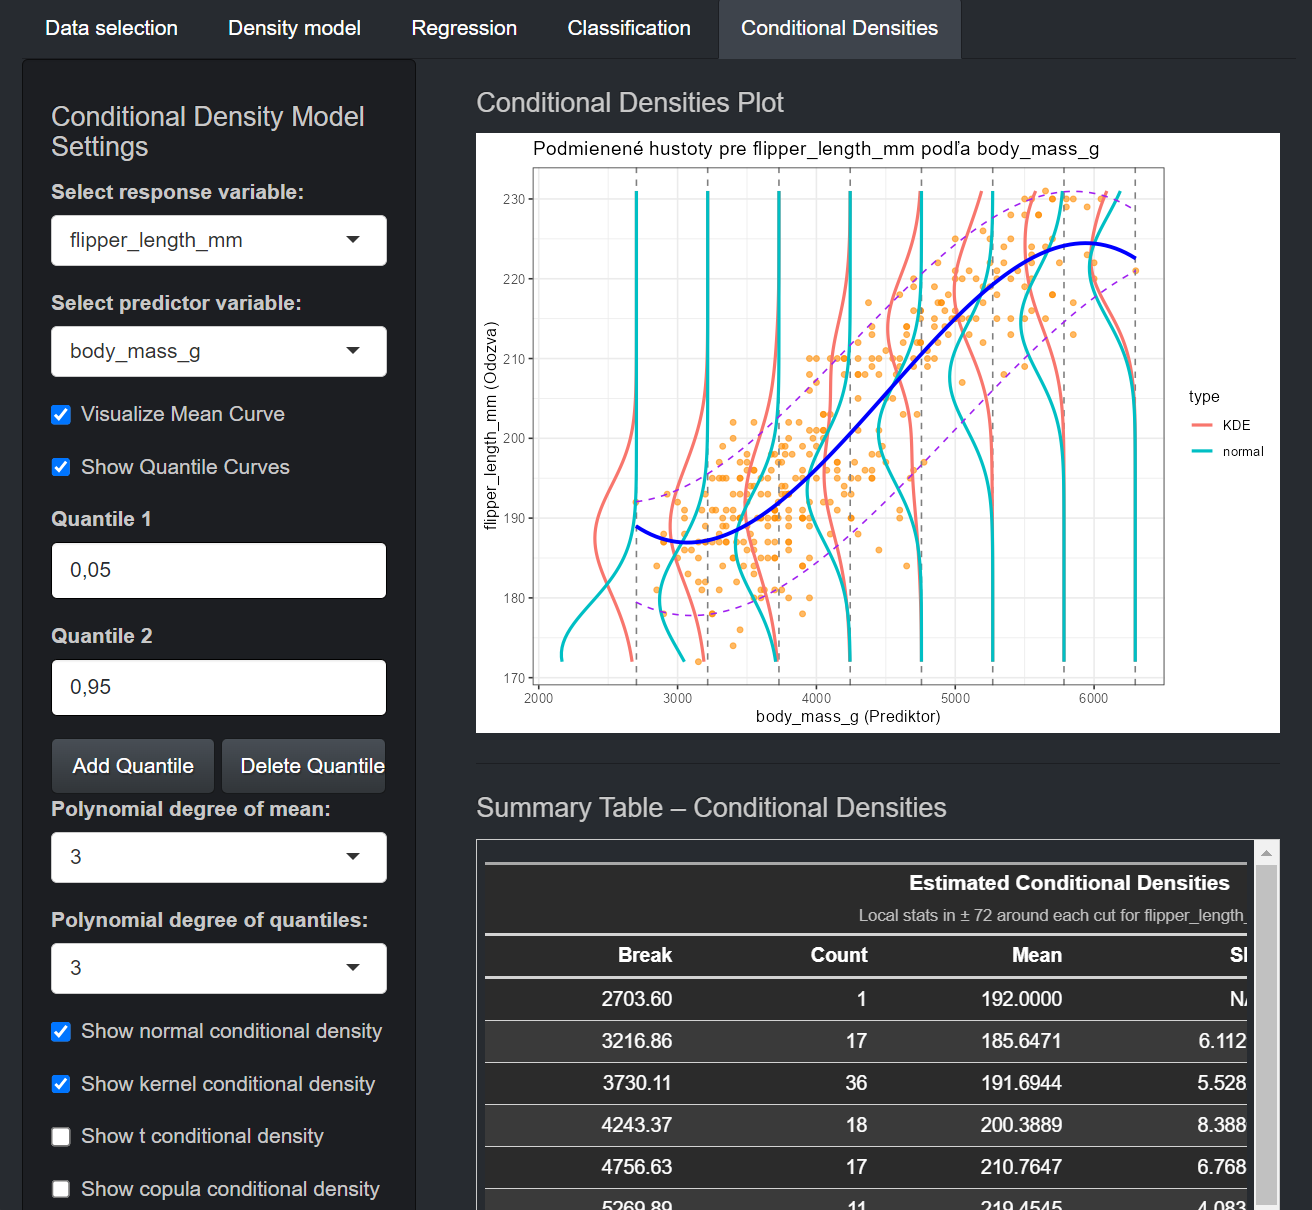 Data selection
Density model
Regression
Classification
Conditional Densities
Conditional Density Model
Settings
Select response variable:
flipper_length_mm
Select predictor variable:
body_mass_g
Visualize Mean Curve
Show Quantile Curves
Quantile 1
0,05
Quantile 2
0,95
Add Quantile
Delete Quantile
Polynomial degree of mean:
3
Polynomial degree of quantiles:
3
Show normal conditional density
Show kernel conditional density
Show t conditional density
Show copula conditional density
Conditional Densities Plot
Podmienené hustoty pre flipper_length_mm podľa body_mass_g
flipper_length_mm (Odozva)
230
220
210
200
190
180
170
2000
3000
4000
5000
6000
body_mass_g (Prediktor)
type
KDE
normal
Summary Table – Conditional Densities
Estimated Conditional Densities
Local stats in ± 72 around each cut for flipper_length_
Break Count Mean
2703.60 1 192.0000
3216.86 17 185.6471 6.112
3730.11 36 191.6944 5.528
4243.37 18 200.3889 8.388
4756.63 17 210.7647 6.768
5269.89 11 219.4545 4.083